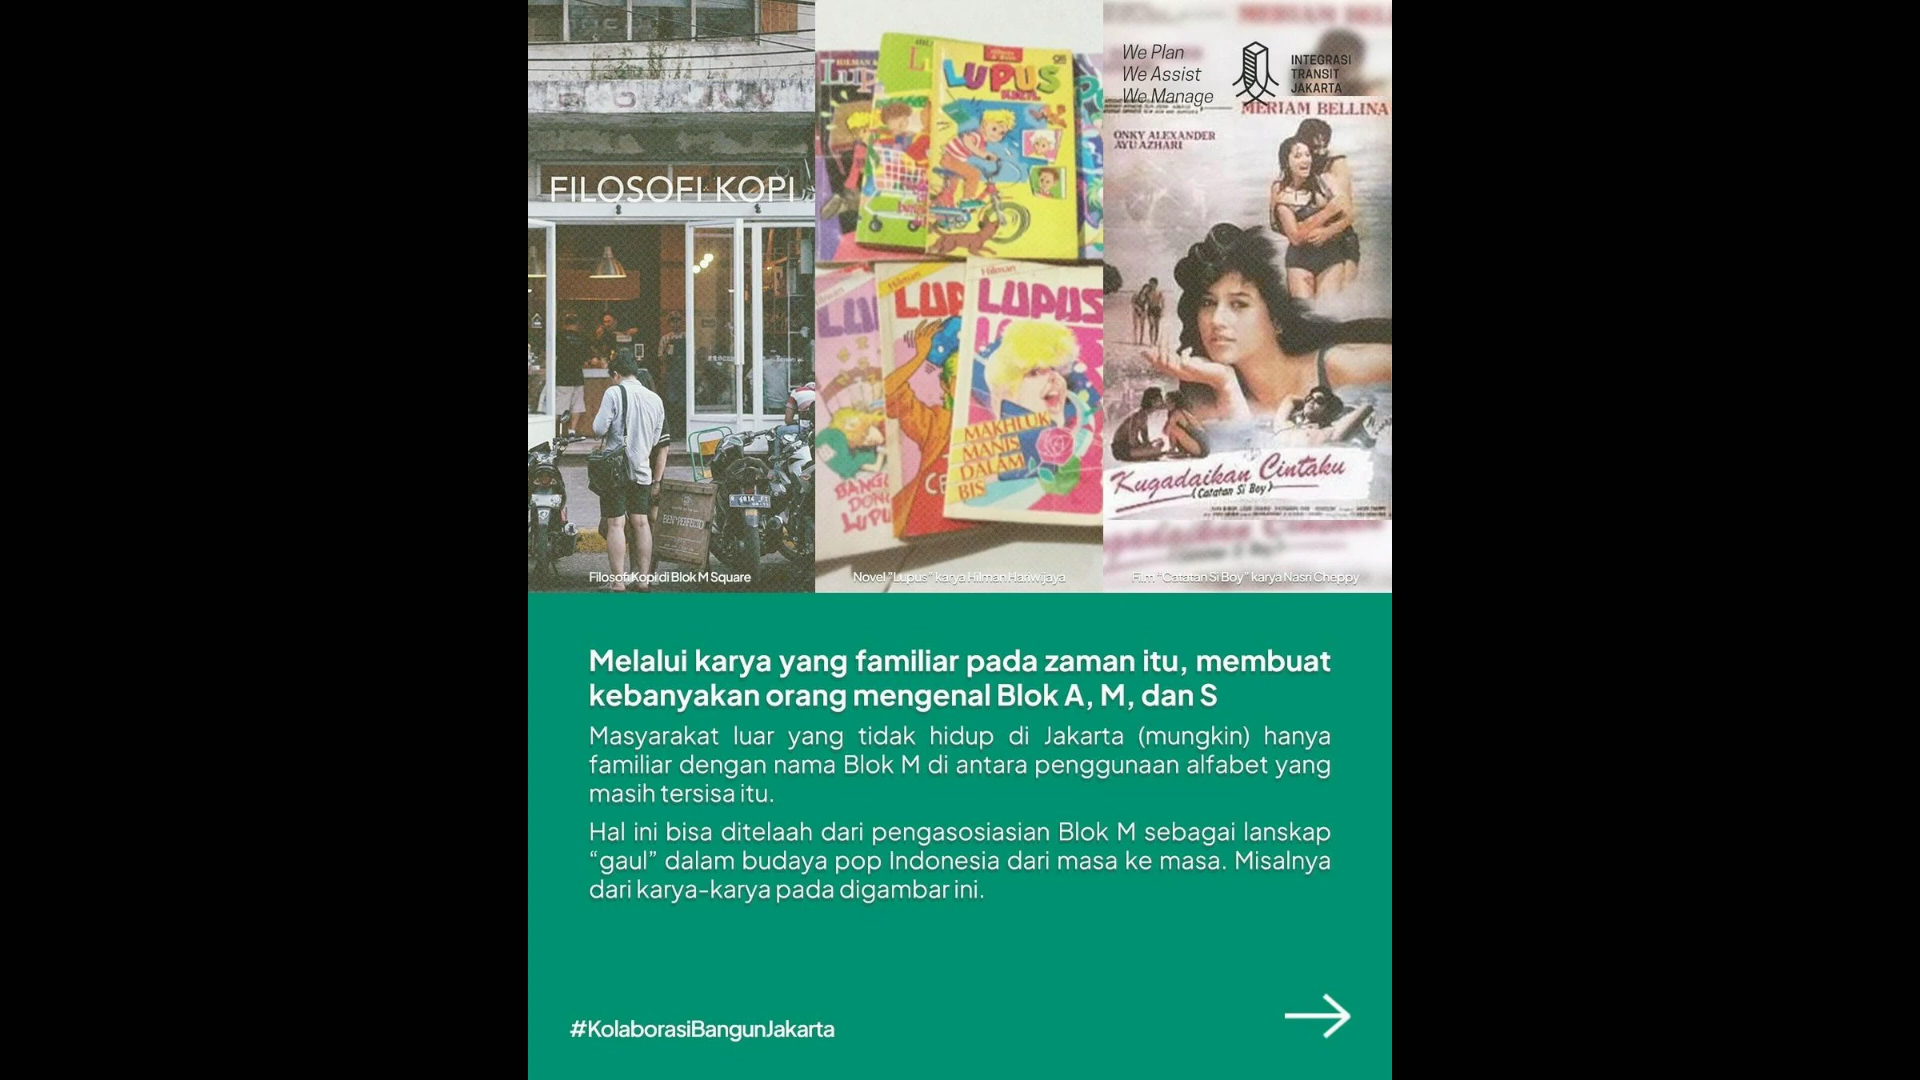 FILOSOFI KOPI
Filosofi Kopi di Blok M Square
HILMAN
LUPUS
Hilman
LUPUS
MAKHLUK
MANIS
DALAM
BIS
BANGU
DONG
LUPU
Novel "Lupus" karya Hilman Hariwijaya
We Plan
We Assist
We Manage
INTEGRASI
TRANSIT
JAKARTA
MERIAM BELLINA
ONKY ALEXANDER
AYU AZHARI
Kugadaikan Cintaku
(Catatan Si Boy)
Film "Catatan Si Boy" karya Nasri Cheppy
Melalui karya yang familiar pada zaman itu, membuat
kebanyakan orang mengenal Blok A, M, dan S
Masyarakat luar yang tidak hidup di Jakarta (mungkin) hanya
familiar dengan nama Blok M di antara penggunaan alfabet yang
masih tersisa itu.
Hal ini bisa ditelaah dari pengasosiasian Blok M sebagai lanskap
“gaul” dalam budaya pop Indonesia dari masa ke masa. Misalnya
dari karya-karya pada digambar ini.
#KolaborasiBangunJakarta